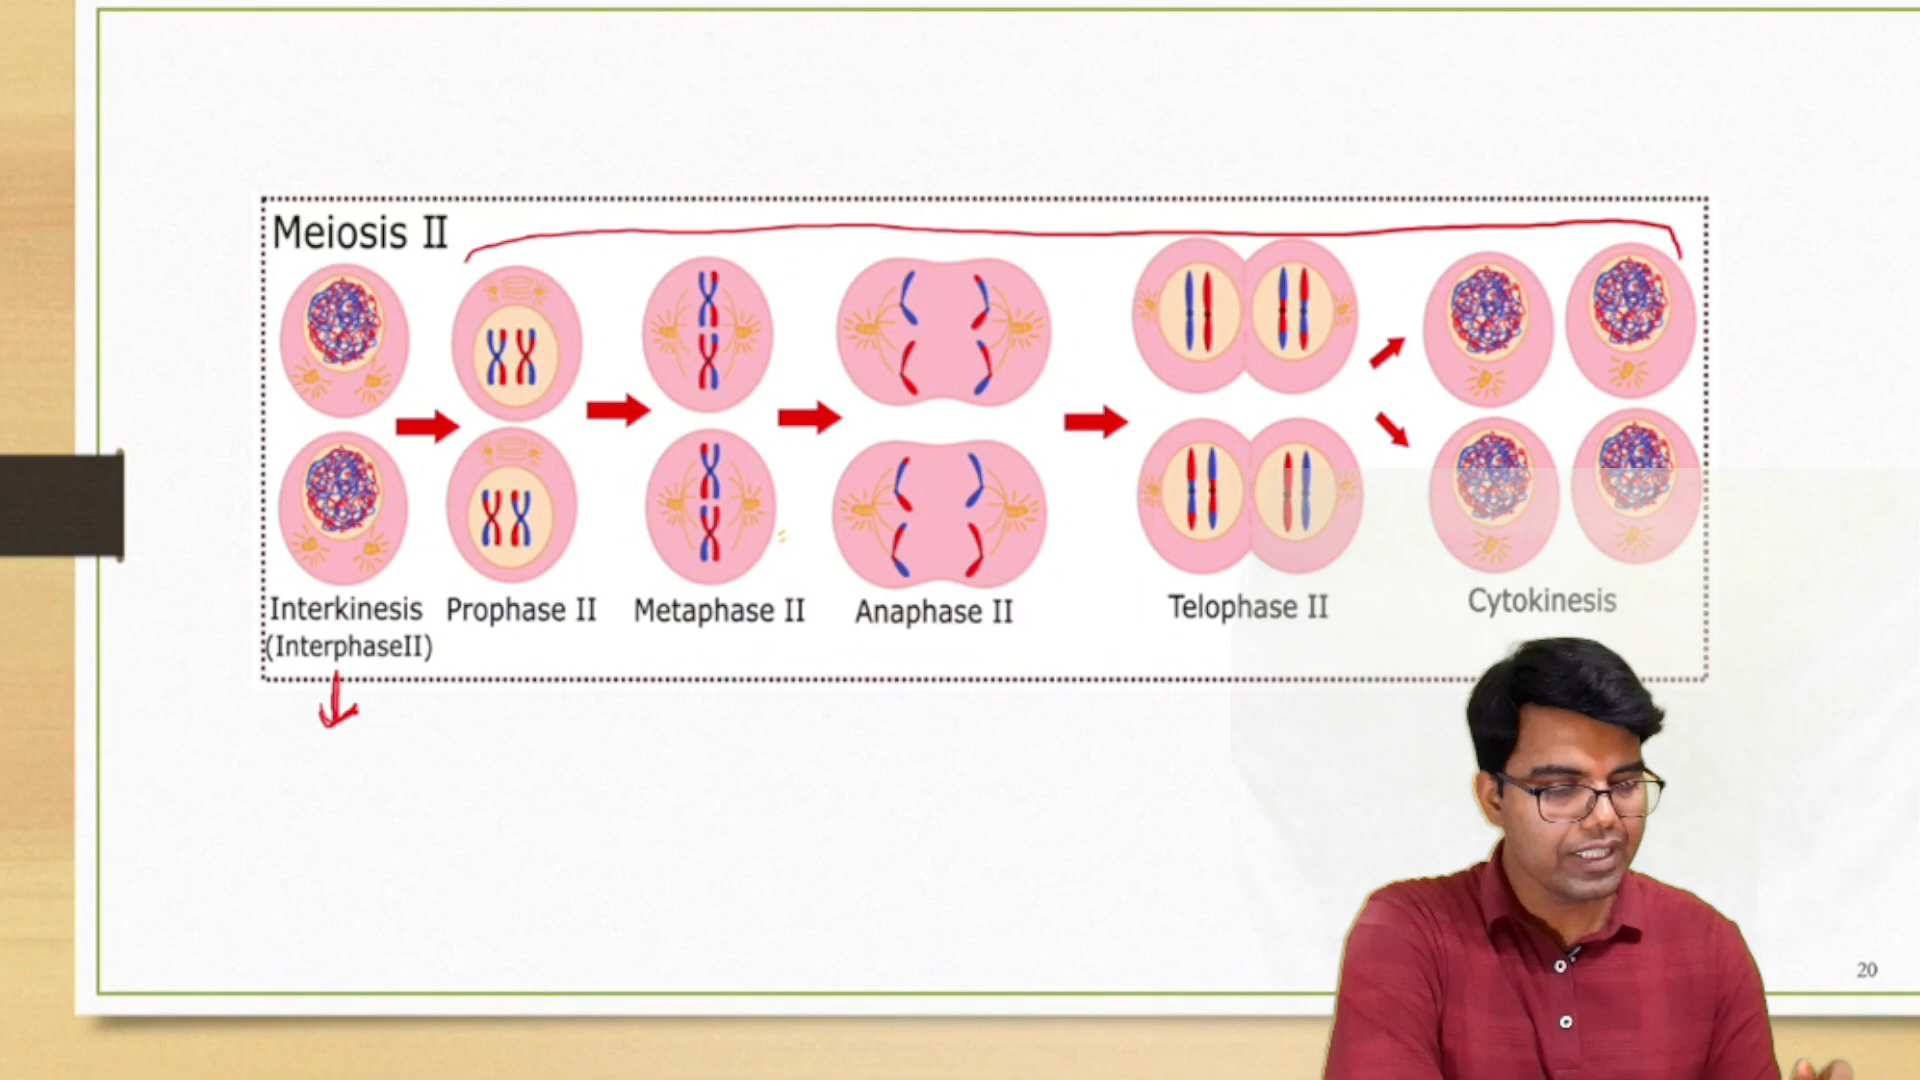 Meiosis II
Interkinesis
(InterphaseII)
Prophase II
Metaphase II
Anaphase II
Telophase II
Cytokinesis
20